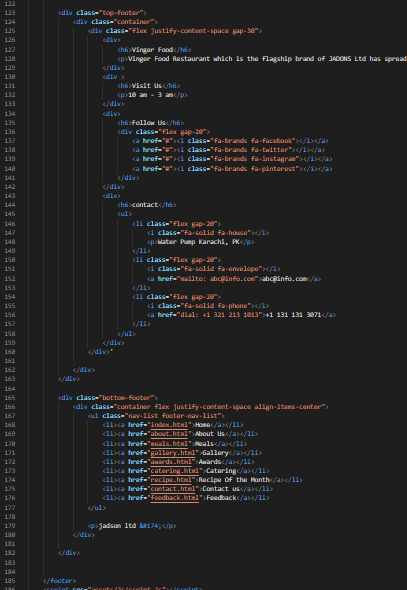 122
123 <div class="top-footer">
124 <div class="container">
125 <div class="flex justify-content-space gap-30">
126 <div>
127 <h6>Vinger Food</h6>
128 <p>Vinger Food Restaurant which is the flagship brand of JADONS Ltd has spread
129 </div>
130 <div >
131 <h6>Visit Us</h6>
132 <p>10 am - 3 am</p>
133 </div>
134 <div>
135 <h6>Follow Us</h6>
136 <div class="flex gap-20">
137 <a href="#"><i class="fa-brands fa-facebook"></i></a>
138 <a href="#"><i class="fa-brands fa-twitter"></i></a>
139 <a href="#"><i class="fa-brands fa-instagram"></i></a>
140 <a href="#"><i class="fa-brands fa-pinterest"></i></a>
141 </div>
142 </div>
143 <div>
144 <h6>contact</h6>
145 <ul>
146 <li class="flex gap-20">
147 <i class="fa-solid fa-house"></i>
148 <p>Water Pump Karachi, PK</p>
149 </li>
150 <li class="flex gap-20">
151 <i class="fa-solid fa-envelope"></i>
152 <a href="mailto: abc@info.com">abc@info.com</a>
153 </li>
154 <li class="flex gap-20">
155 <i class="fa-solid fa-phone"></i>
156 <a href="dial: +1 321 213 1013">+1 131 131 3071</a>
157 </li>
158 </ul>
159 </div>
160 </div>'
161
162 </div>
163 </div>
164
165 <div class="bottom-footer">
166 <div class="container flex justify-content-space align-items-center">
167 <ul class="nav-list footer-nav-list">
168 <li><a href="index.html">Home</a></li>
169 <li><a href="about.html">About Us</a></li>
170 <li><a href="meals.html">Meals</a></li>
171 <li><a href="gallery.html">Gallery</a></li>
172 <li><a href="awards.html">Awards</a></li>
173 <li><a href="catering.html">Catering</a></li>
174 <li><a href="recipe.html">Recipe Of the Month</a></li>
175 <li><a href="contact.html">Contact us</a></li>
176 <li><a href="feedback.html">Feedback</a></li>
177 </ul>
178
179 <p>jadson ltd &#174;</p>
180 </div>
181
182 </div>
183
184
185 </footer>
186 <script src="assets/js/script.js"></script>